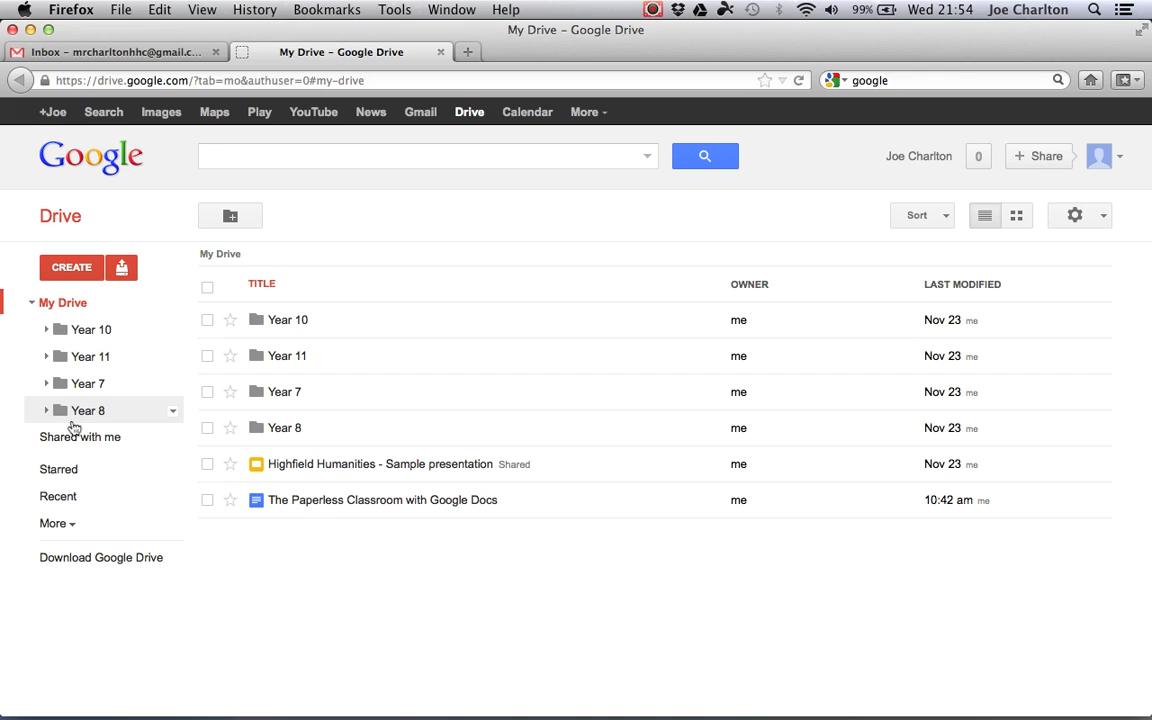 Firefox File Edit View History Bookmarks Tools Window Help 99% Wed 21:54 Joe Charlton
My Drive – Google Drive
Inbox – mrcharltonhhc@gmail.c... My Drive – Google Drive
https://drive.google.com/?tab=mo&authuser=0#my-drive google
+Joe Search Images Maps Play YouTube News Gmail Drive Calendar More
Google Joe Charlton 0 + Share
Drive Sort
My Drive
CREATE TITLE OWNER LAST MODIFIED
My Drive
Year 10
Year 11
Year 7
Year 8
Shared with me
Starred
Recent
More
Download Google Drive
Year 10 me Nov 23 me
Year 11 me Nov 23 me
Year 7 me Nov 23 me
Year 8 me Nov 23 me
Highfield Humanities - Sample presentation Shared me Nov 23 me
The Paperless Classroom with Google Docs me 10:42 am me